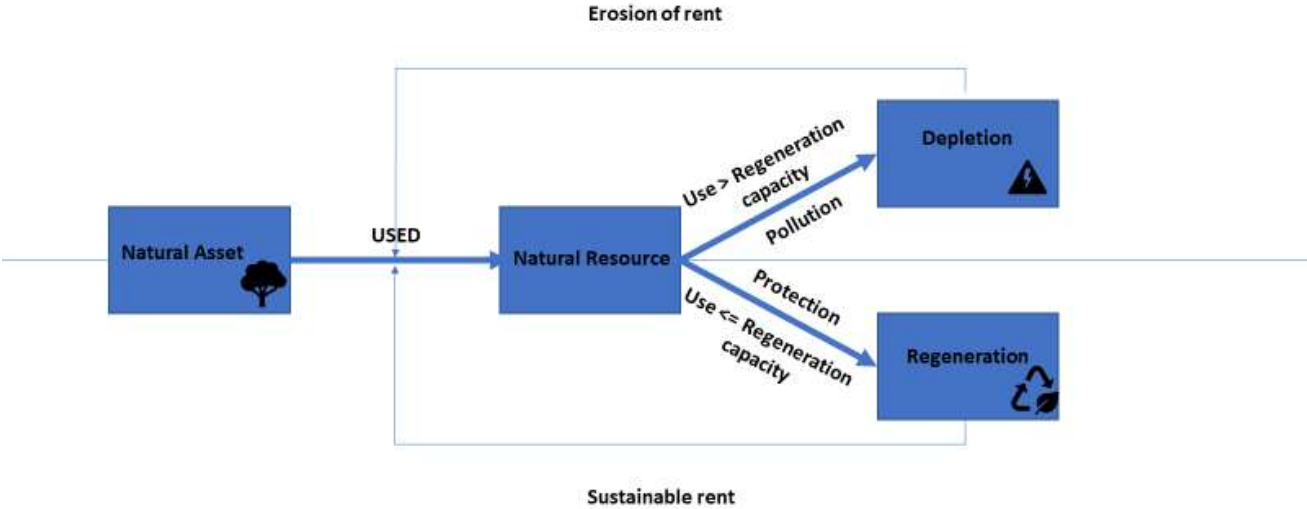 Erosion of rent
Use > Regeneration
capacity
Pollution
Depletion
Natural Asset
USED
Natural Resource
Protection
Use <= Regeneration
capacity
Regeneration
Sustainable rent